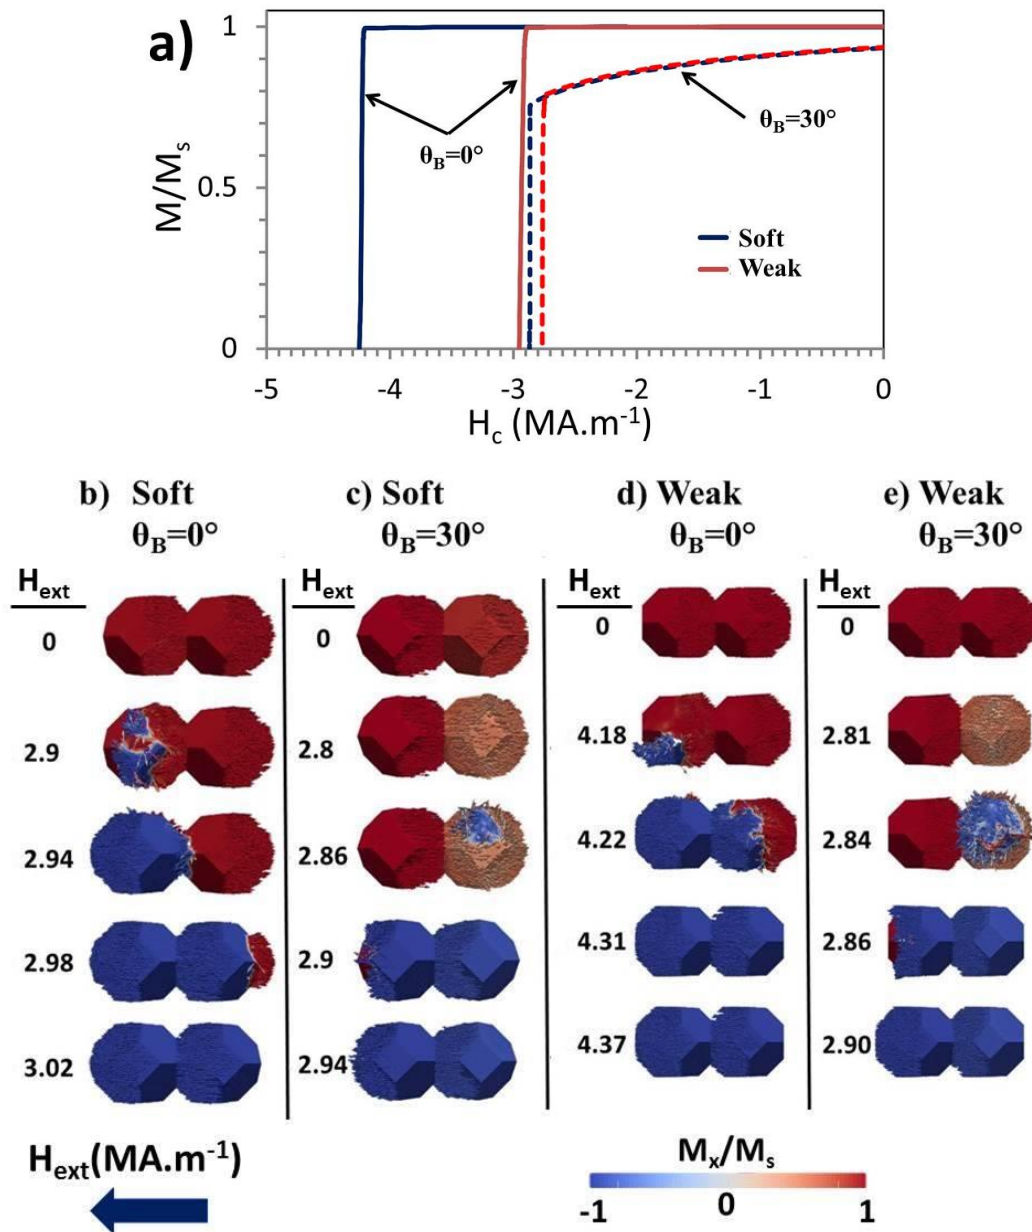 a)
1
0.5
0
M/Ms
θB=0°
θB=30°
Soft
Weak
-5 -4 -3 -2 -1 0
Hc (MA.m-1)
b) Soft
θB=0°
c) Soft
θB=30°
d) Weak
θB=0°
e) Weak
θB=30°
Hext
0
2.9
2.94
2.98
3.02
Hext
0
2.8
2.86
2.9
2.94
Hext
0
4.18
4.22
4.31
4.37
Hext
0
2.81
2.84
2.86
2.90
Hext(MA.m-1)
Mx/Ms
-1 0 1